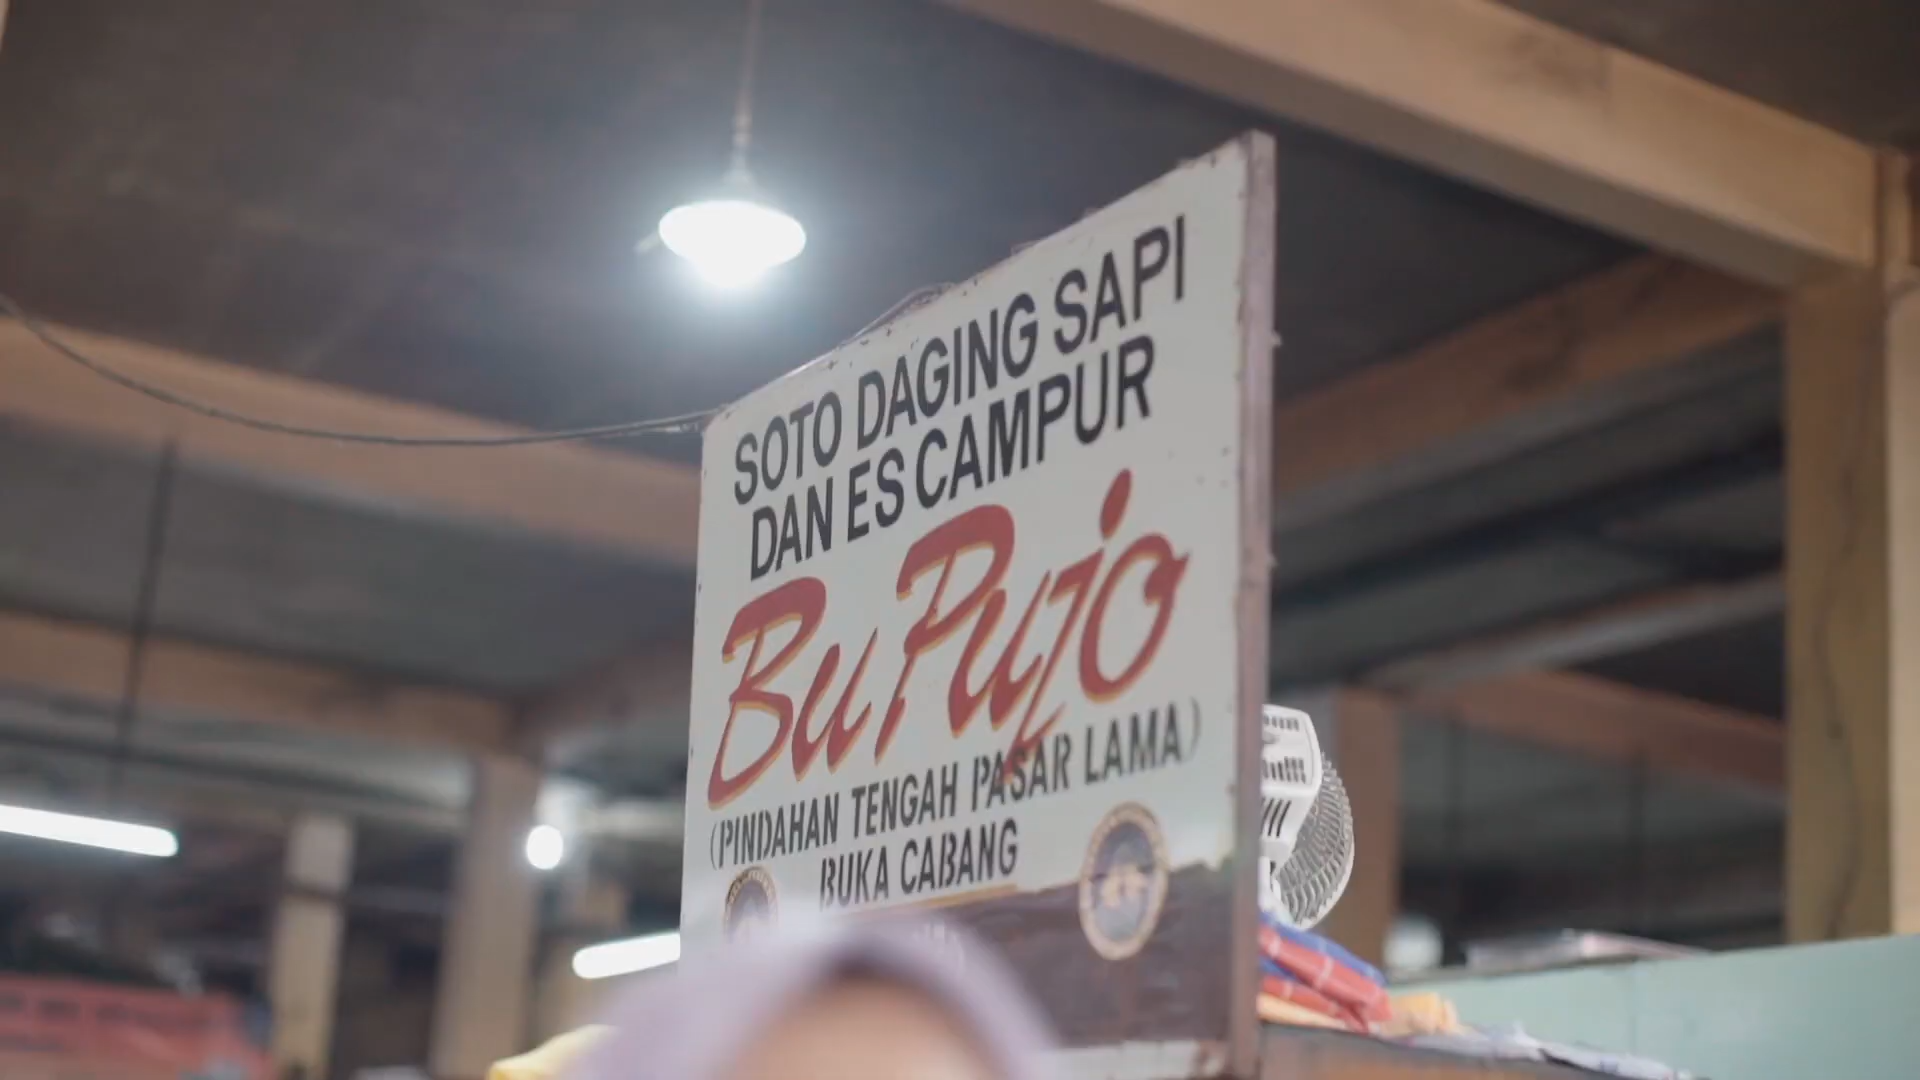 SOTO DAGING SAPI
DAN ES CAMPUR
Bu Pujo
(PINDAHAN TENGAH PASAR LAMA)
BUKA CABANG